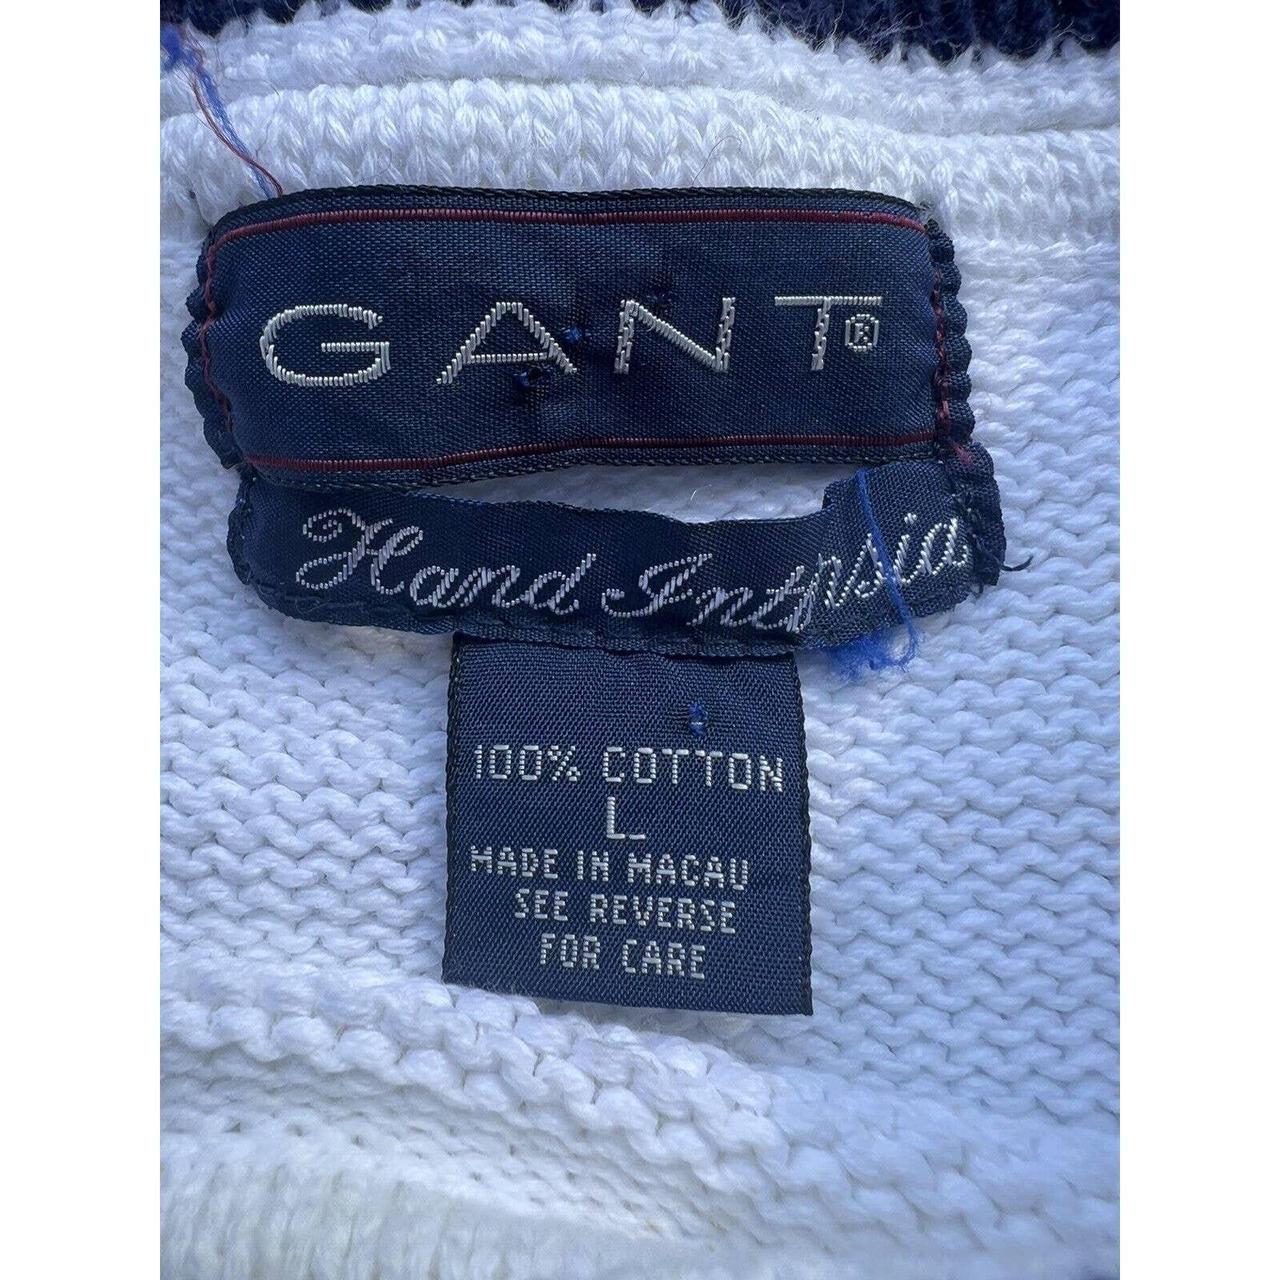 GANT®
Hand Intarsia
100% COTTON
L
MADE IN MACAU
SEE REVERSE
FOR CARE